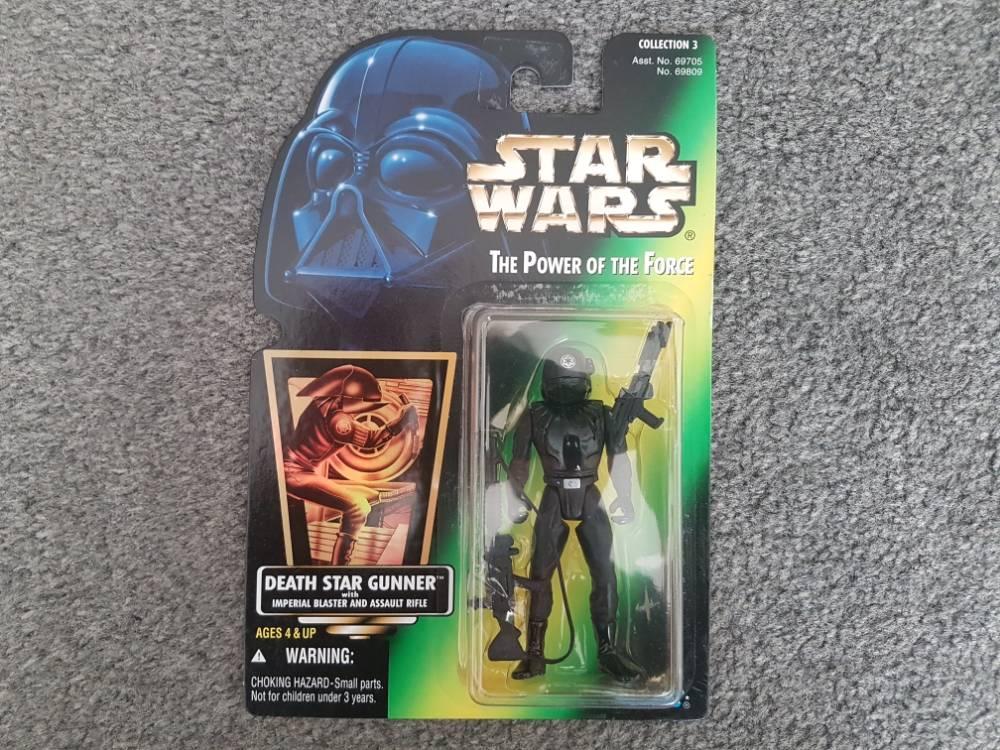 COLLECTION 3
Asst. No. 69705
No. 69809
STAR
WARS®
THE POWER OF THE FORCE
DEATH STAR GUNNER™
with
IMPERIAL BLASTER AND ASSAULT RIFLE
AGES 4 & UP
WARNING:
CHOKING HAZARD-Small parts.
Not for children under 3 years.